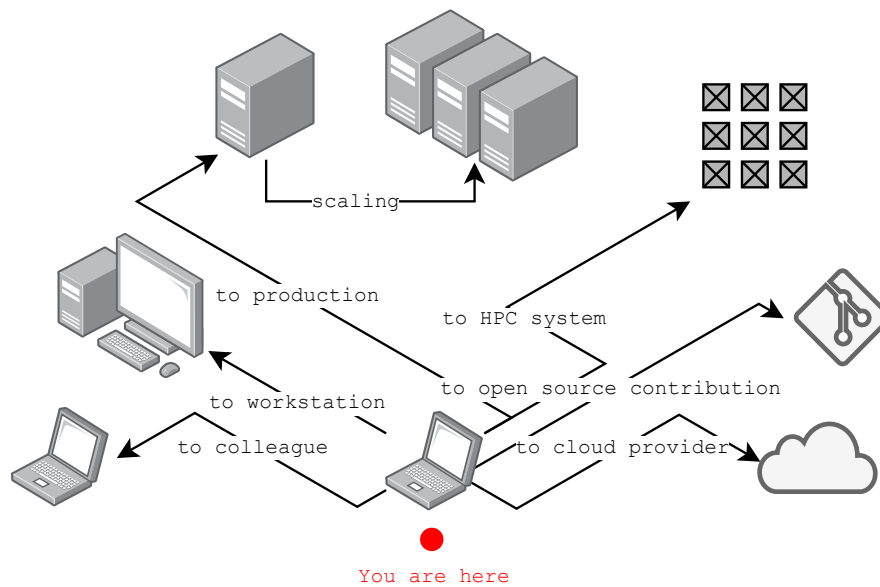 scaling
to production
to HPC system
to open source contribution
to workstation
to colleague
to cloud provider
You are here